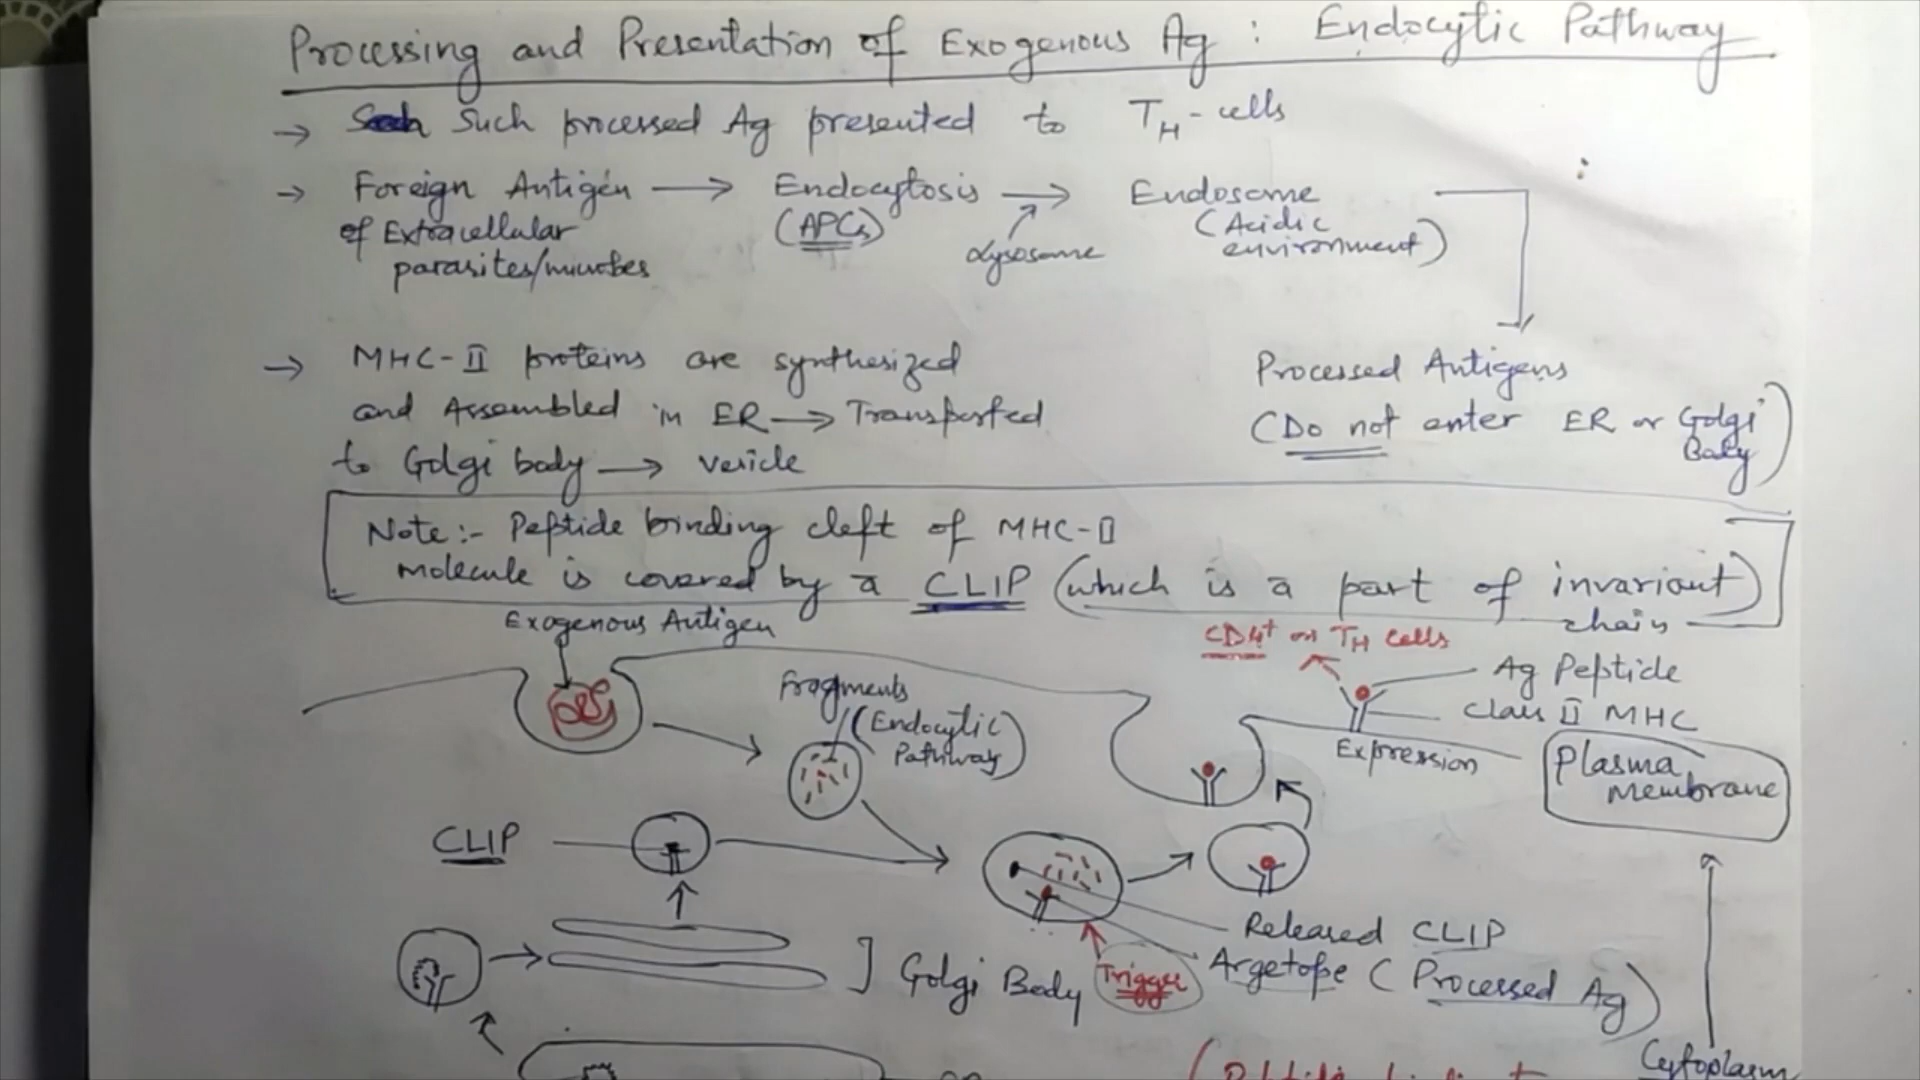 Processing and Presentation of Exogenous Ag : Endocytic Pathway
→ Such processed Ag presented to TH-cells
→ Foreign Antigen → Endocytosis → Endosome
of Extracellular (APCs) Lysosome (Acidic
parasites/microbes environment)
→ MHC-II proteins are synthesized
and Assembled in ER → Transported
to Golgi body → vesicle
Processed Antigens
(Do not enter ER or Golgi
Body)
Note:- Peptide binding cleft of MHC-II
molecule is covered by a CLIP (which is a part of invariant)
chain
Exogenous Antigen
CD4+ or TH cells
Ag Peptide
Class II MHC
Expression
Plasma
Membrane
Fragments
(Endocytic
Pathway)
CLIP
Released CLIP
Argetope (Processed Ag)
Trigger
Golgi Body
Cytoplasm